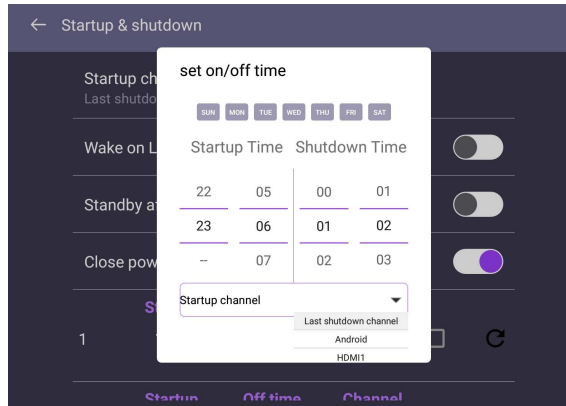 ← Startup & shutdown
set on/off time
Startup ch
Last shutdo
SUN MON TUE WED THU FRI SAT
Wake on L
Startup Time Shutdown Time
22 05 00 01
Standby a
23 06 01 02
Close pow
-- 07 02 03
Startup channel
St
Last shutdown channel
1
Android
HDMI1
Startup Off time Channel